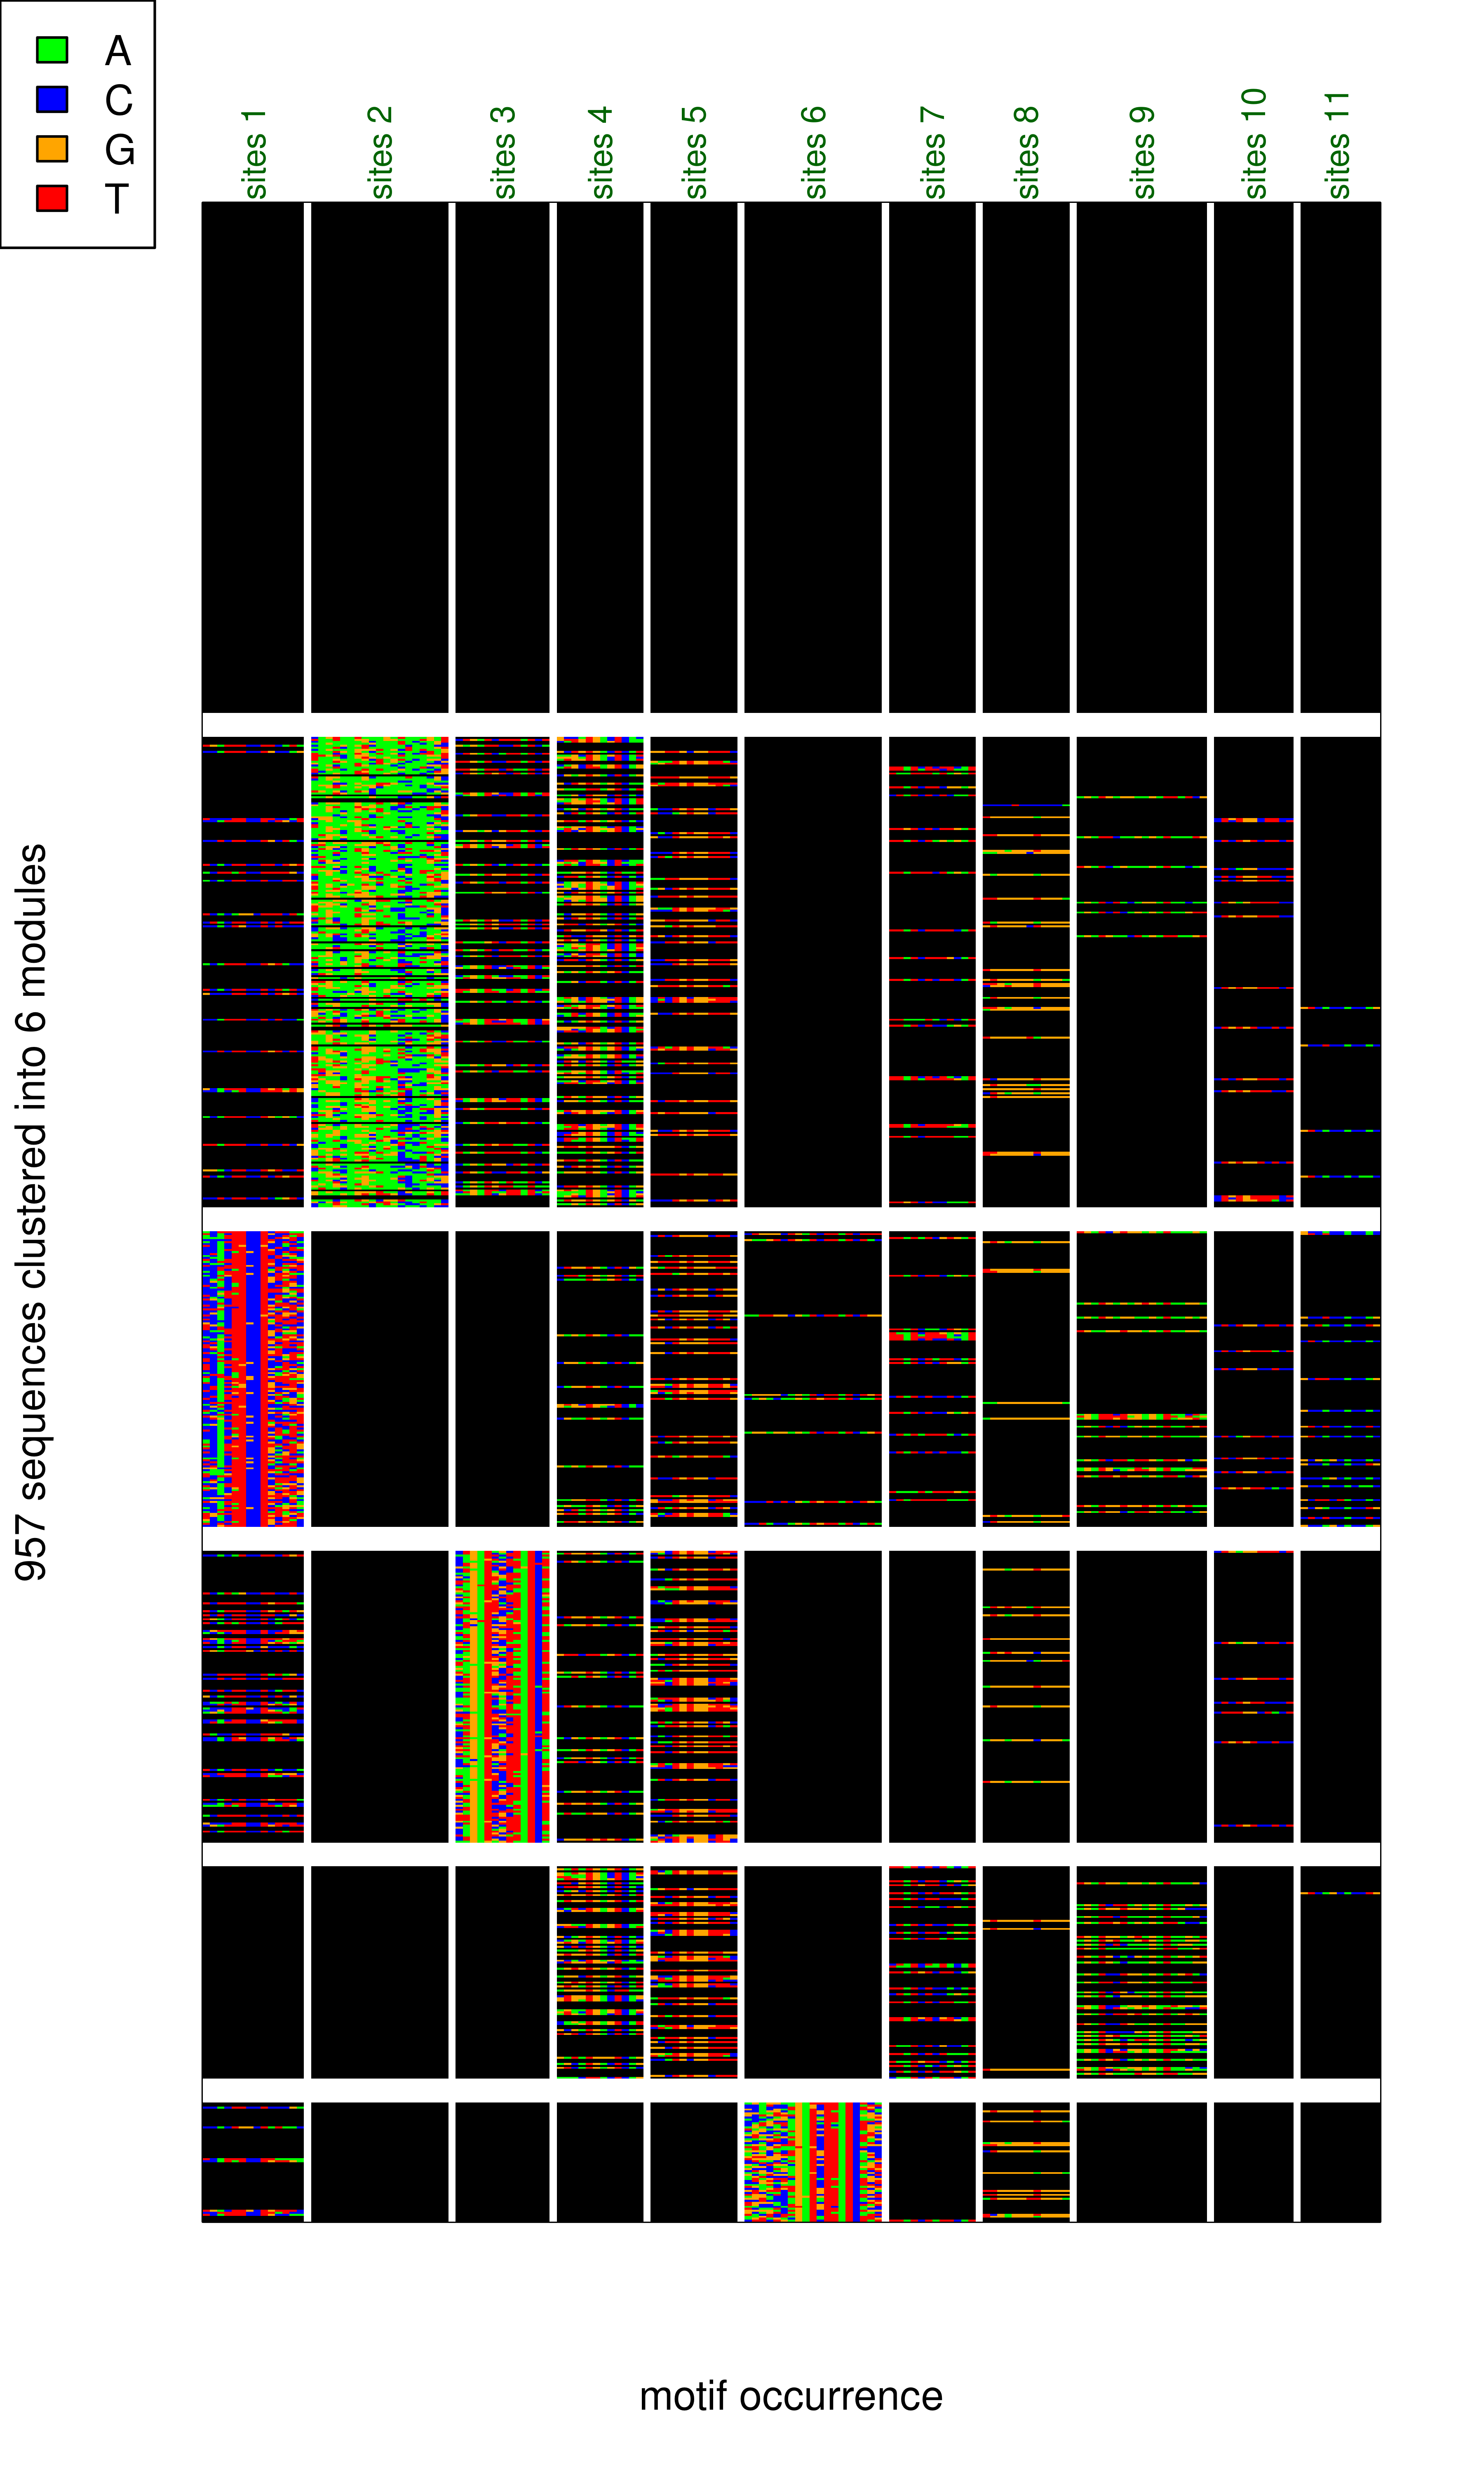 A
C
G
T
sites 1
sites 2
sites 3
sites 4
sites 5
sites 6
sites 7
sites 8
sites 9
sites 10
sites 11
957 sequences clustered into 6 modules
motif occurrence